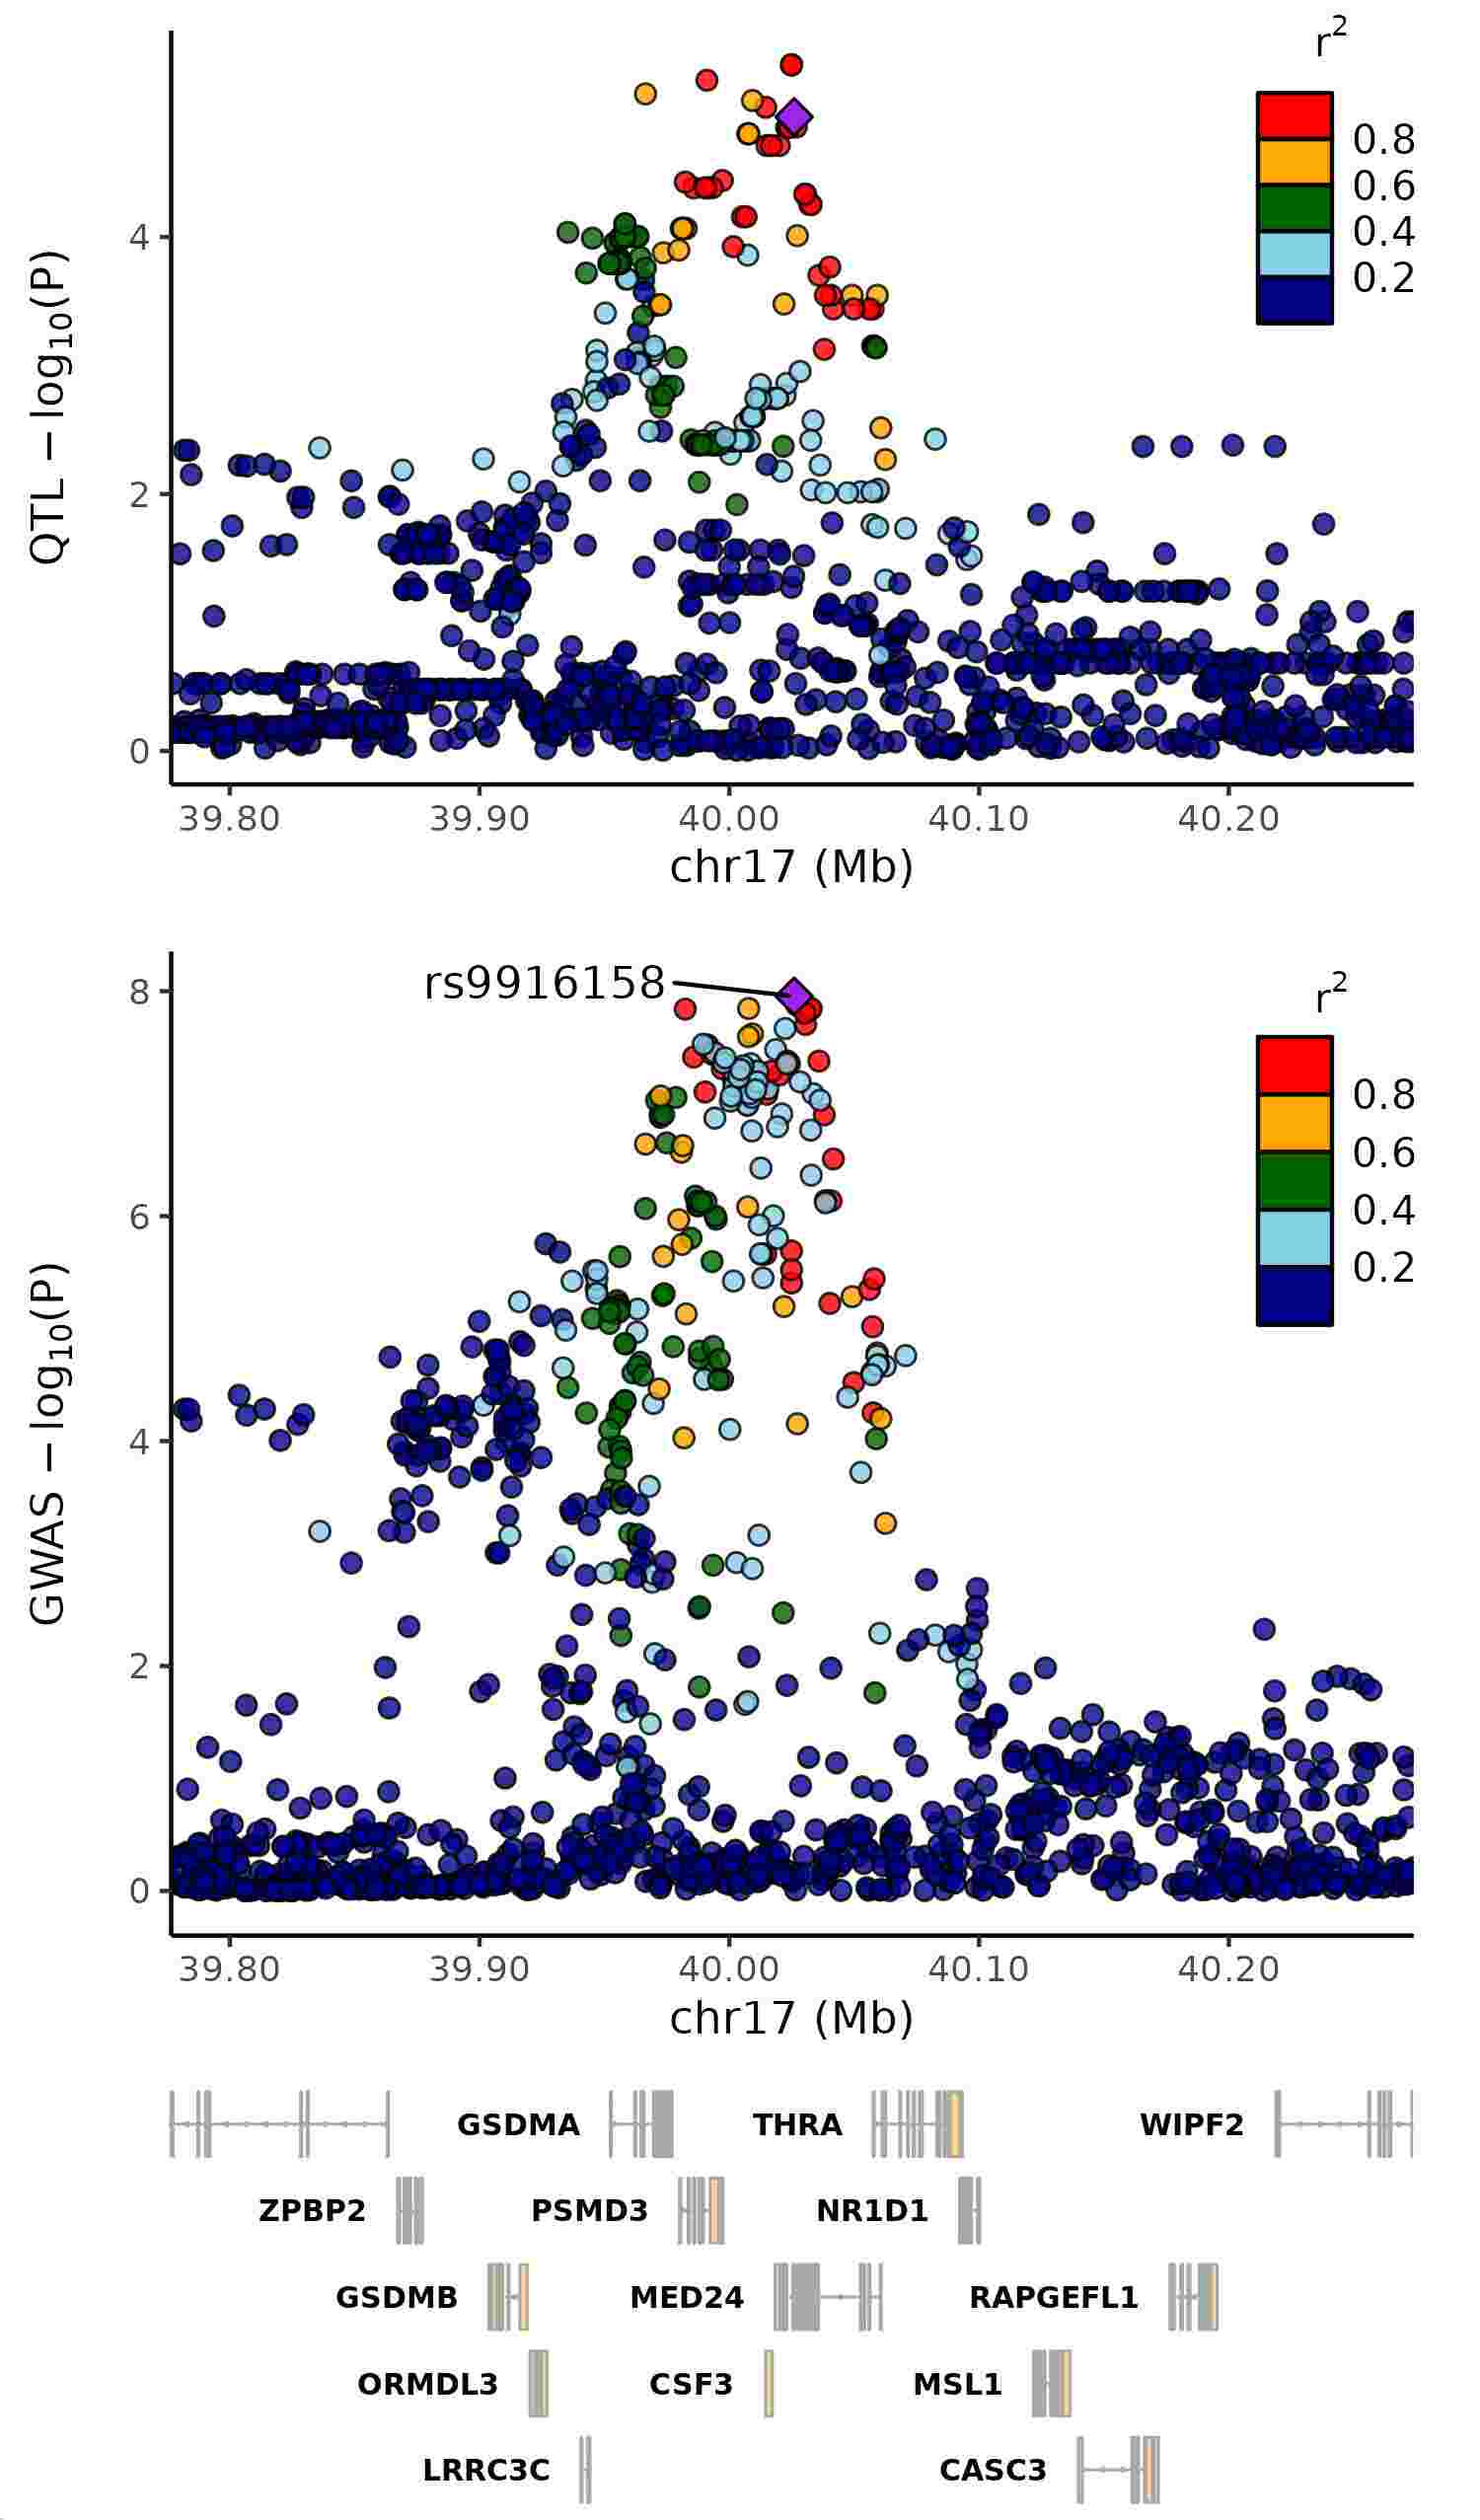 r2
0.8
0.6
0.4
0.2
4
2
0
QTL −log10(P)
39.80 39.90 40.00 40.10 40.20
chr17 (Mb)
rs9916158
r2
0.8
0.6
0.4
0.2
8
6
4
2
0
GWAS −log10(P)
39.80 39.90 40.00 40.10 40.20
chr17 (Mb)
GSDMA THRA WIPF2
ZPBP2 PSMD3 NR1D1
GSDMB MED24 RAPGEFL1
ORMDL3 CSF3 MSL1
LRRC3C CASC3